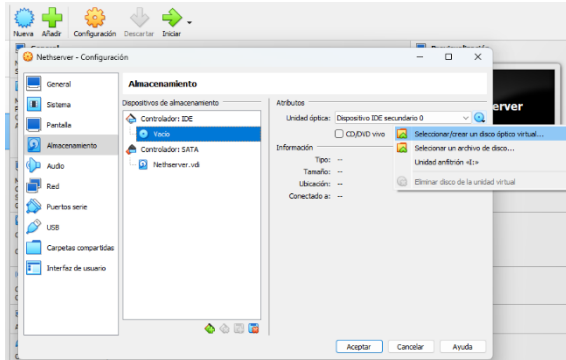 Nueva Añadir Configuración Descartar Iniciar
Nethserver - Configuración
General
Sistema
Pantalla
Almacenamiento
Audio
Red
Puertos serie
USB
Carpetas compartidas
Interfaz de usuario
Almacenamiento
Dispositivos de almacenamiento
Controlador: IDE
Vacío
Controlador: SATA
Nethserver.vdi
Atributos
Unidad óptica: Dispositivo IDE secundario 0
CD/DVD vivo
Información
Tipo: --
Tamaño: --
Ubicación: --
Conectado a: --
Seleccionar/crear un disco óptico virtual...
Selecionar un archivo de disco...
Unidad anfitrión «I:»
Eliminar disco de la unidad virtual
erver
Aceptar Cancelar Ayuda